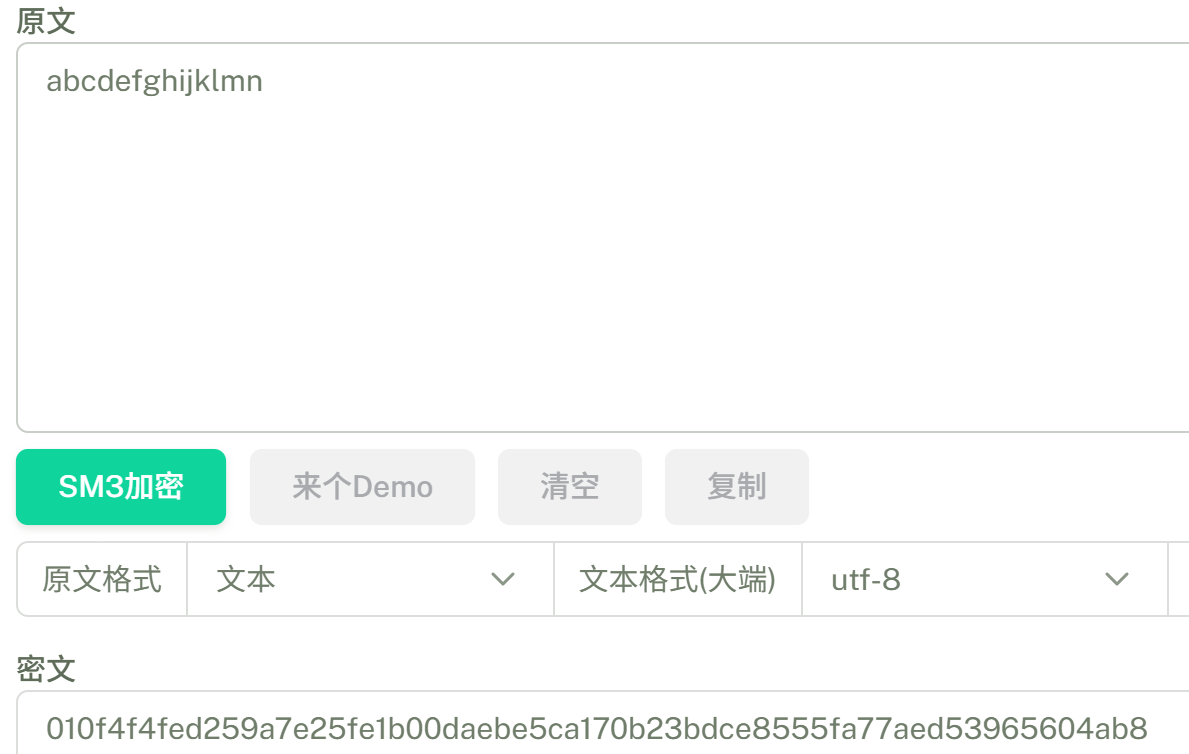 原文
abcdefghijklmn
SM3加密 来个Demo 清空 复制
原文格式 文本 文本格式(大端) utf-8
密文
010f4f4fed259a7e25fe1b00daebe5ca170b23bdce8555fa77aed53965604ab8